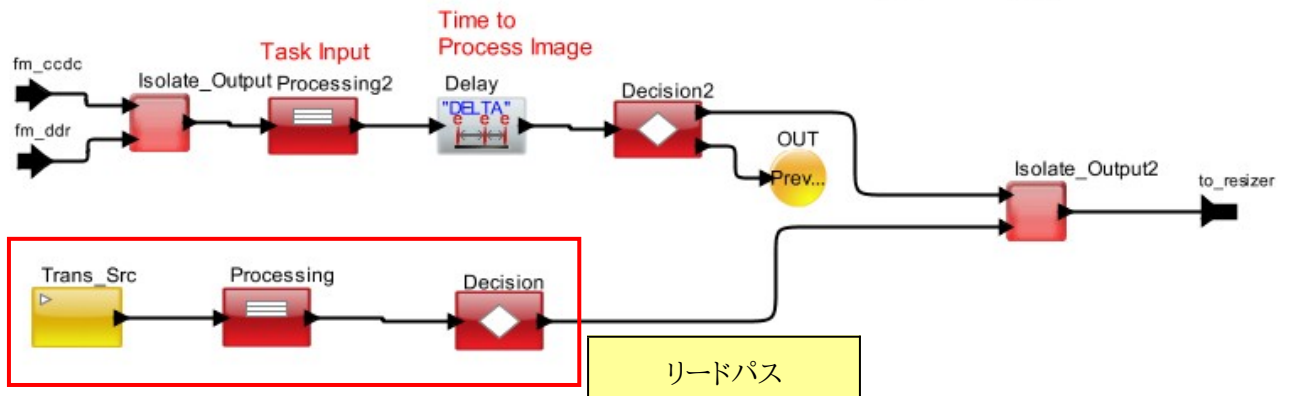 Time to
Process Image
Task Input
fm_ccdc
Isolate_Output
Processing2
Delay
Decision2
"DELTA"
e e e
fm_ddr
OUT
Prev...
Isolate_Output2
to_resizer
Trans_Src
Processing
Decision
リードパス